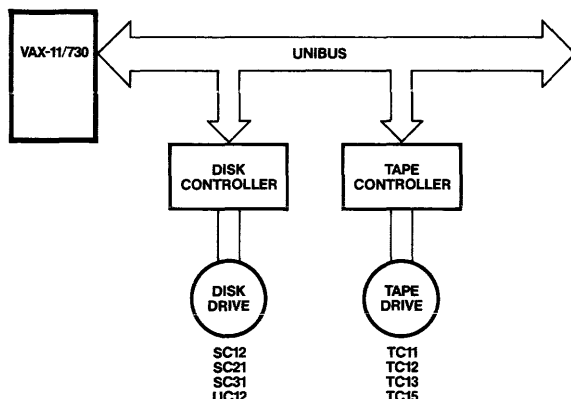 VAX-11/730
UNIBUS
DISK
CONTROLLER
TAPE
CONTROLLER
DISK
DRIVE
TAPE
DRIVE
SC12
SC21
SC31
UC12
TC11
TC12
TC13
TC15